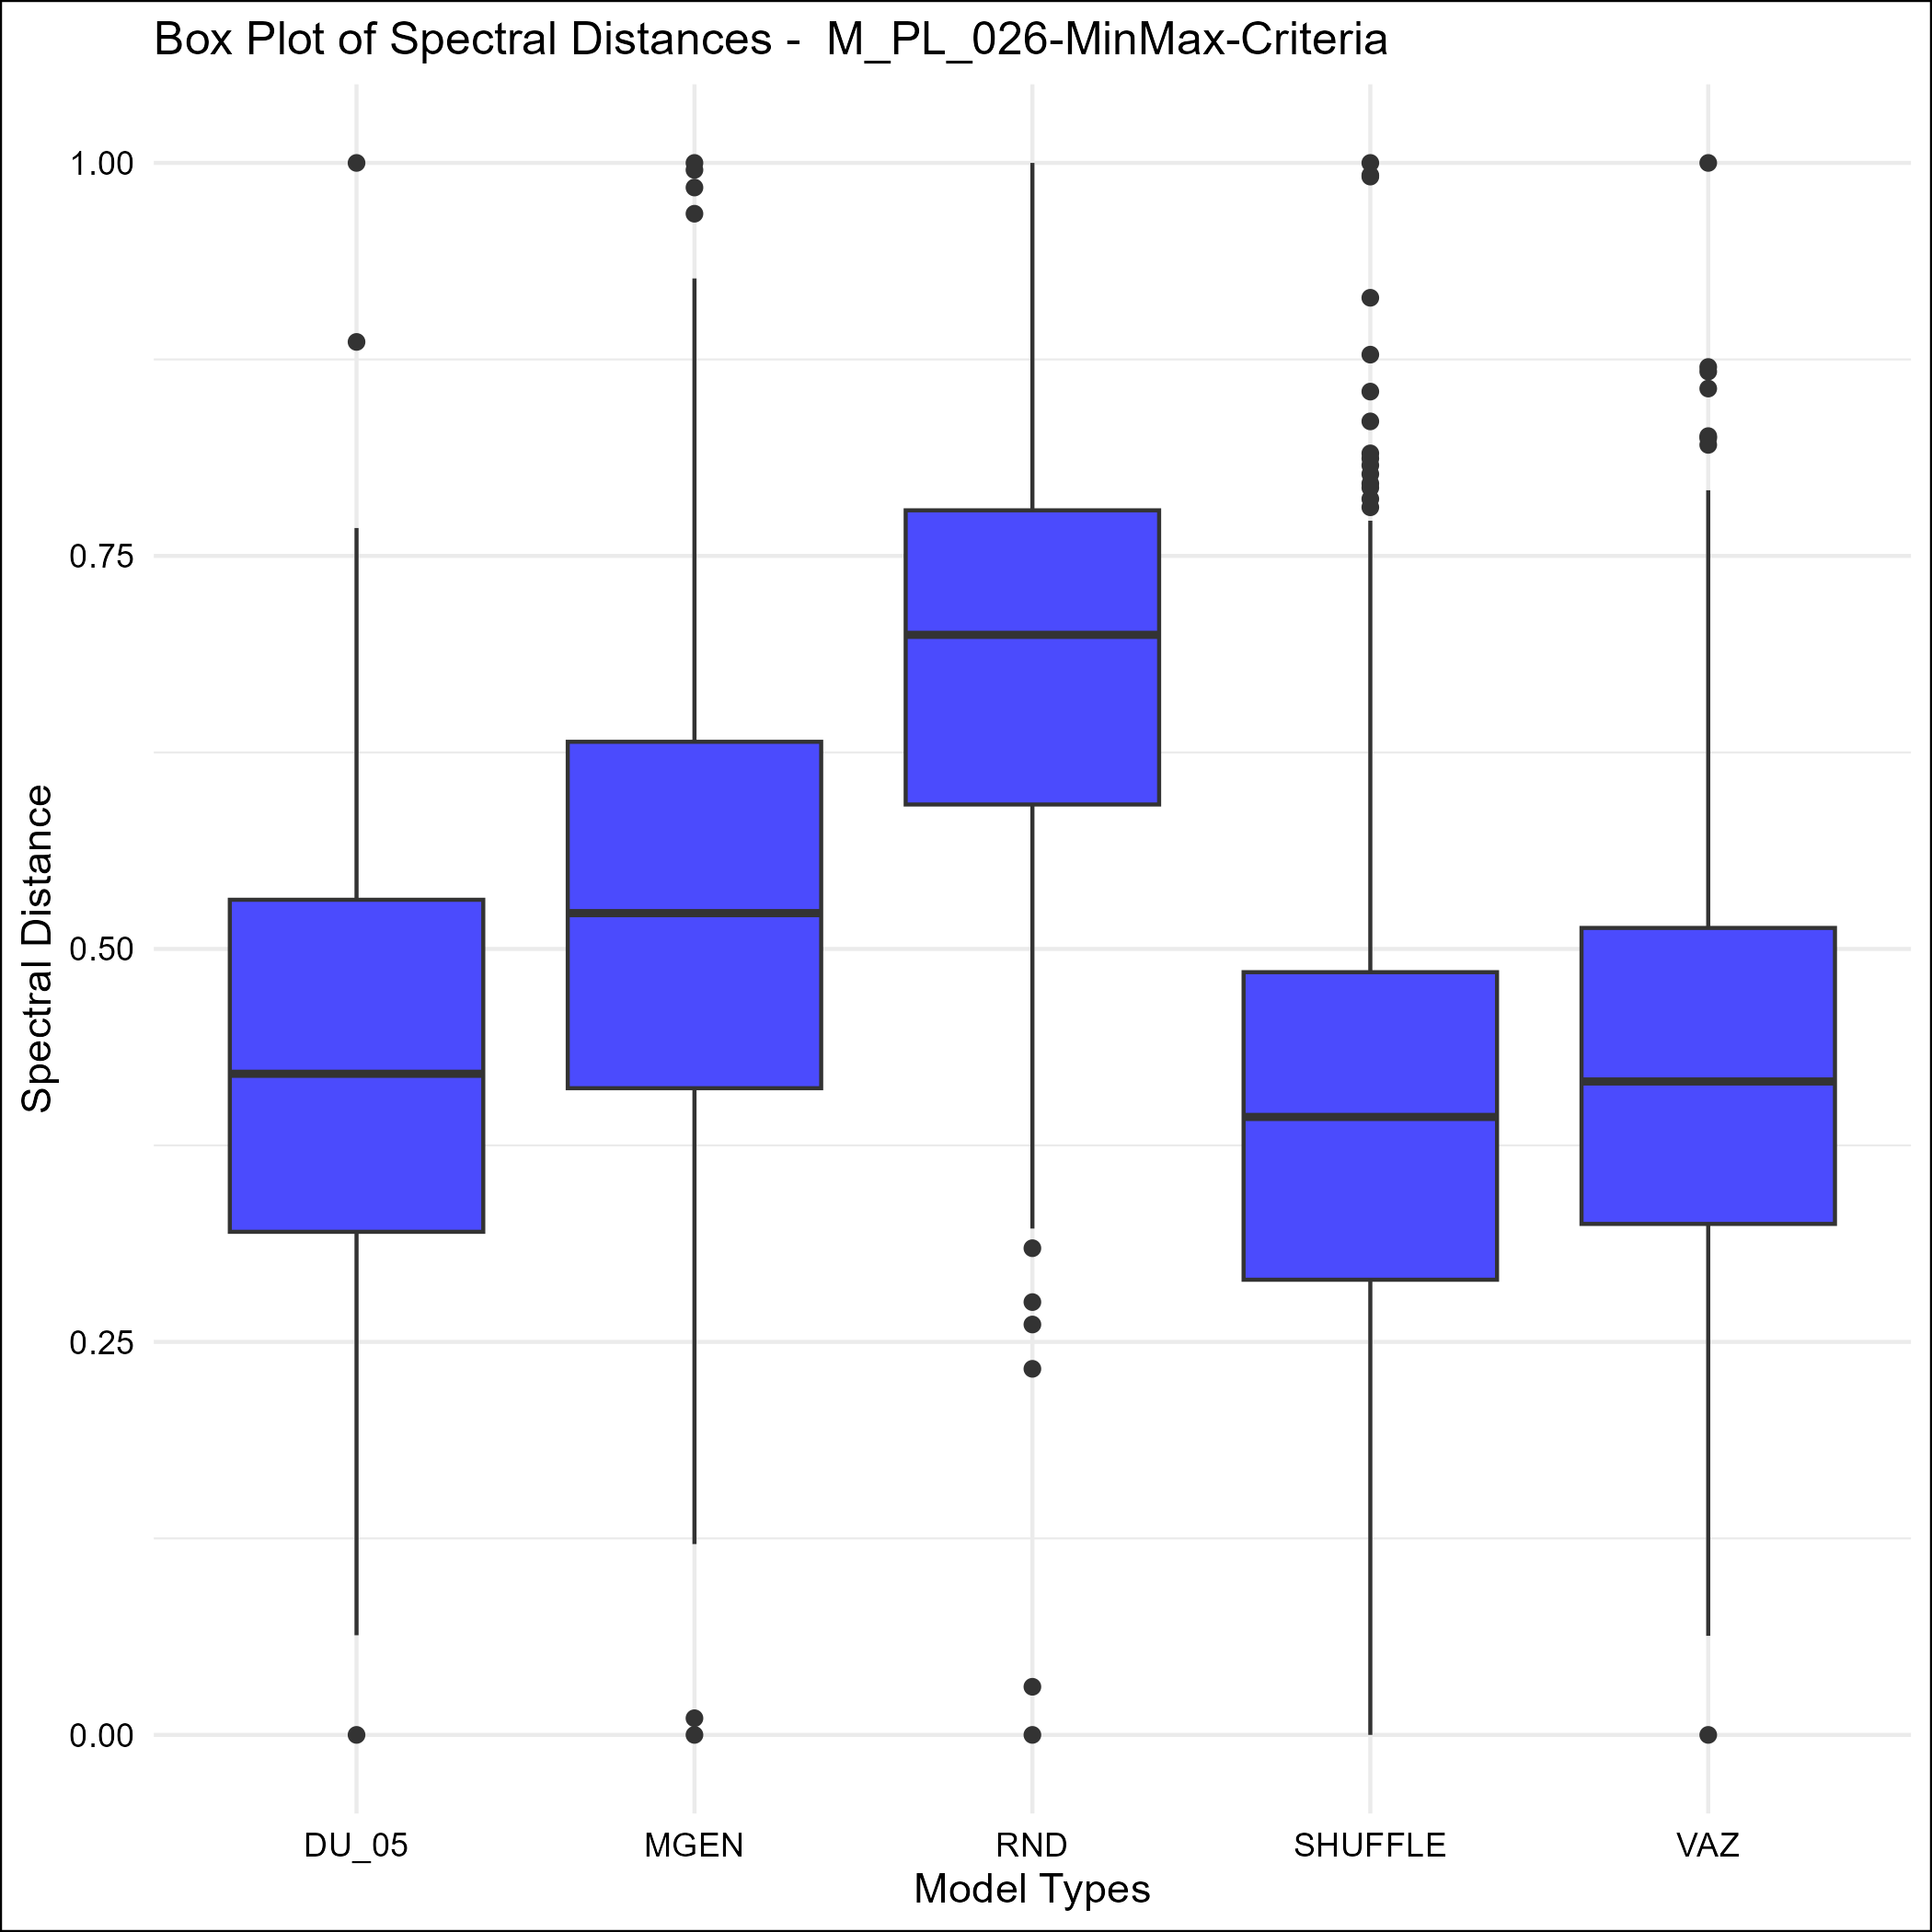 Box Plot of Spectral Distances -  M_PL_026-MinMax-Criteria
1.00
0.75
0.50
0.25
0.00
Spectral Distance
DU_05 MGEN RND SHUFFLE VAZ
Model Types